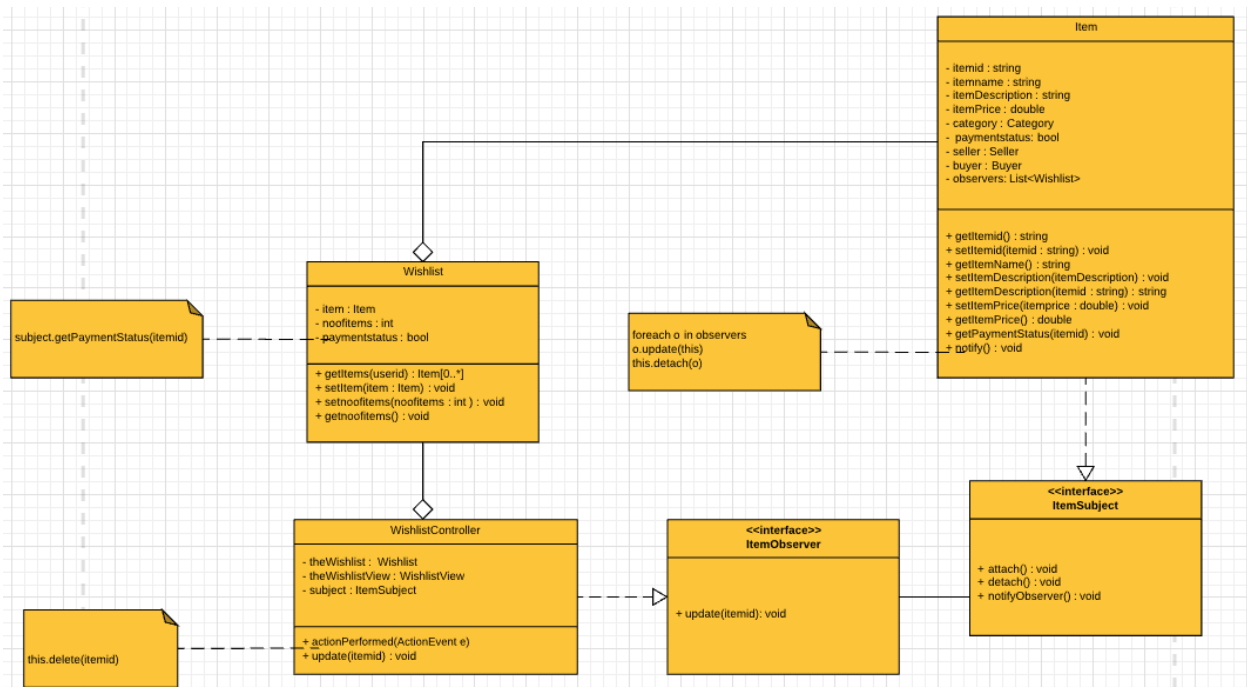 Item
- itemid : string
- itemname : string
- itemDescription : string
- itemPrice : double
- category : Category
- paymentstatus: bool
- seller : Seller
- buyer : Buyer
- observers: List<Wishlist>
+ getItemid() : string
+ setItemid(itemid : string) : void
+ getItemName() : string
+ setItemDescription(itemDescription) : void
+ getItemDescription(itemid : string) : string
+ setItemPrice(itemprice : double) : void
+ getItemPrice() : double
+ getPaymentStatus(itemid) : void
+ notify() : void
Wishlist
- item : Item
- noofitems : int
- paymentstatus : bool
+ getItems(userid) : Item[0..*]
+ setItem(item : Item) : void
+ setnoofitems(noofitems : int ) : void
+ getnoofitems() : void
subject.getPaymentStatus(itemid)
foreach o in observers
o.update(this)
this.detach(o)
<<interface>>
ItemSubject
+ attach() : void
+ detach() : void
+ notifyObserver() : void
WishlistController
- theWishlist : Wishlist
- theWishlistView : WishlistView
- subject : ItemSubject
+ actionPerformed(ActionEvent e)
+ update(itemid) : void
<<interface>>
ItemObserver
+ update(itemid): void
this.delete(itemid)